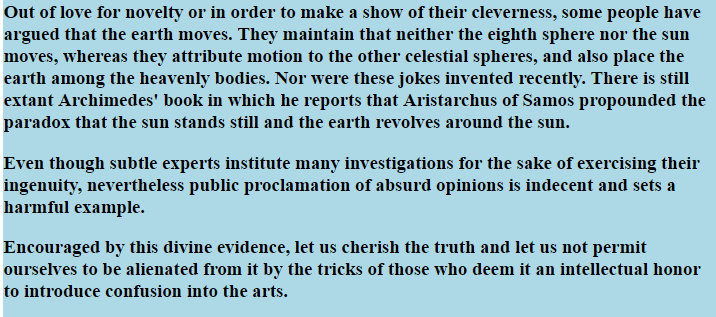 Out of love for novelty or in order to make a show of their cleverness, some people have
argued that the earth moves. They maintain that neither the eighth sphere nor the sun
moves, whereas they attribute motion to the other celestial spheres, and also place the
earth among the heavenly bodies. Nor were these jokes invented recently. There is still
extant Archimedes' book in which he reports that Aristarchus of Samos propounded the
paradox that the sun stands still and the earth revolves around the sun.
Even though subtle experts institute many investigations for the sake of exercising their
ingenuity, nevertheless public proclamation of absurd opinions is indecent and sets a
harmful example.
Encouraged by this divine evidence, let us cherish the truth and let us not permit
ourselves to be alienated from it by the tricks of those who deem it an intellectual honor
to introduce confusion into the arts.